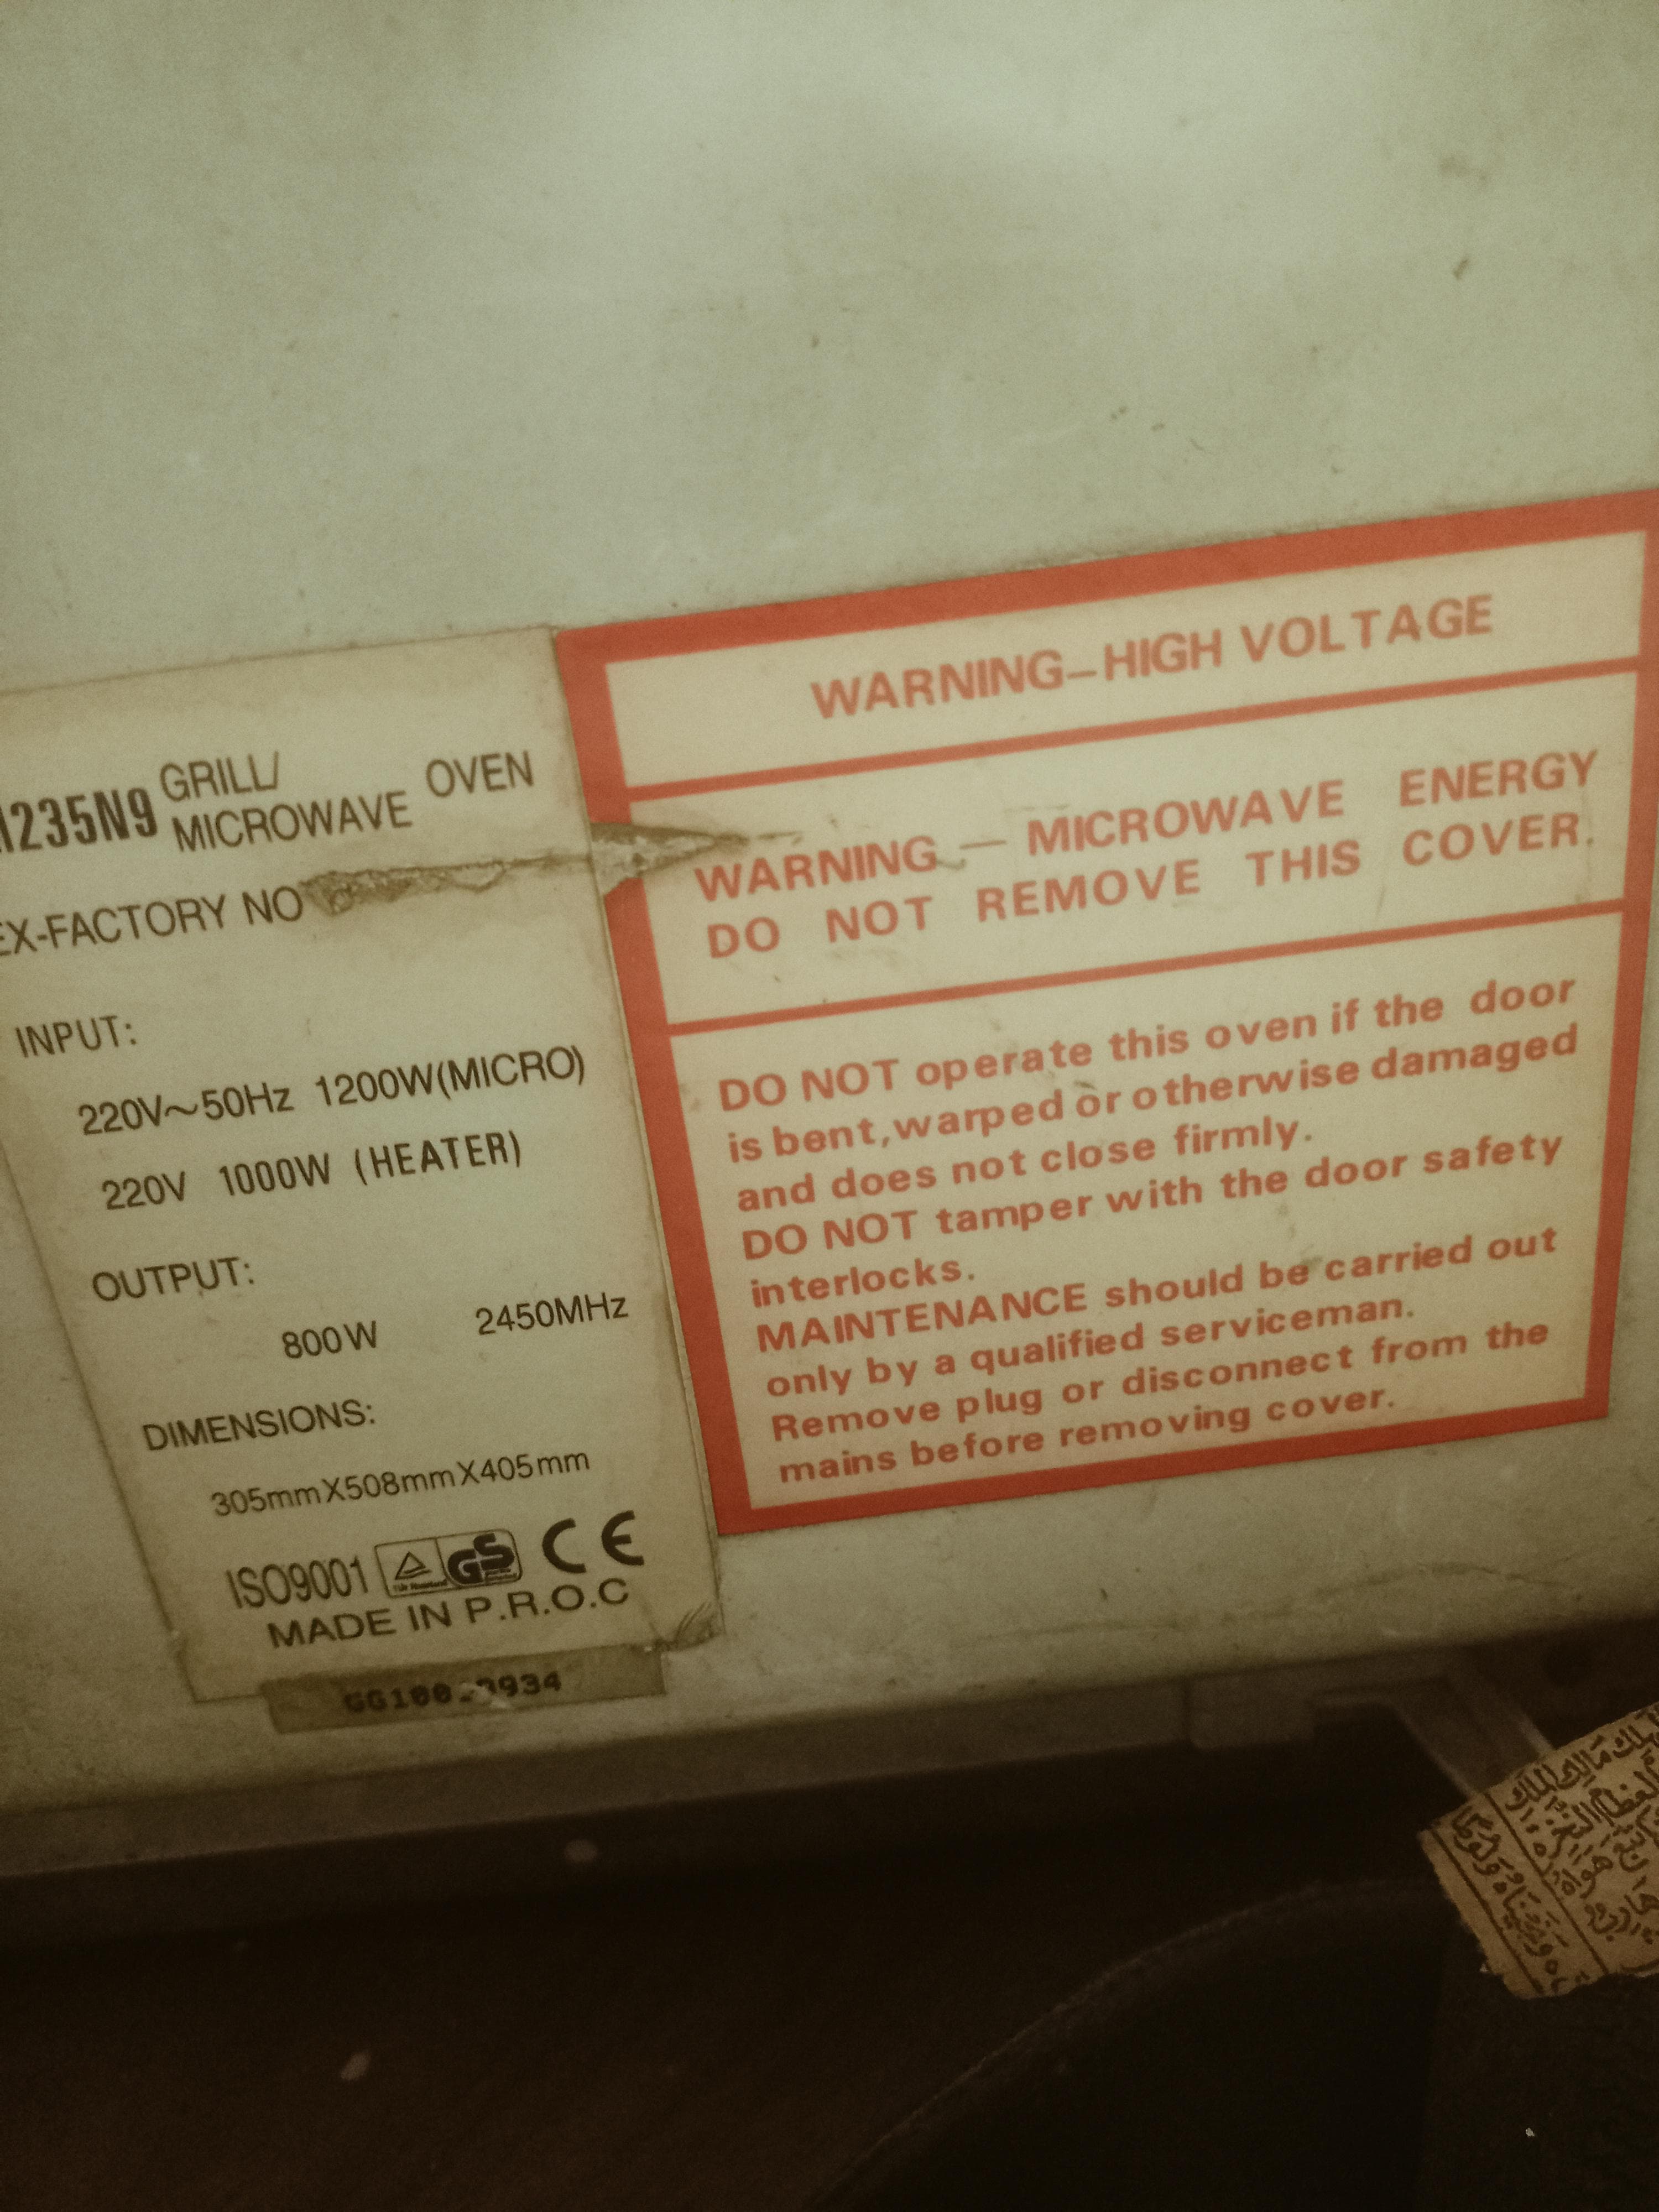 235N9 GRILL/
MICROWAVE OVEN
EX-FACTORY NO
INPUT:
220V~50Hz 1200W(MICRO)
220V 1000W (HEATER)
OUTPUT:
800W 2450MHz
DIMENSIONS:
305mmX508mmX405mm
ISO9001 GS CE
MADE IN P.R.O.C
WARNING–HIGH VOLTAGE
WARNING — MICROWAVE ENERGY
DO NOT REMOVE THIS COVER.
DO NOT operate this oven if the door
is bent,warped or otherwise damaged
and does not close firmly.
DO NOT tamper with the door safety
interlocks.
MAINTENANCE should be carried out
only by a qualified serviceman.
Remove plug or disconnect from the
mains before removing cover.